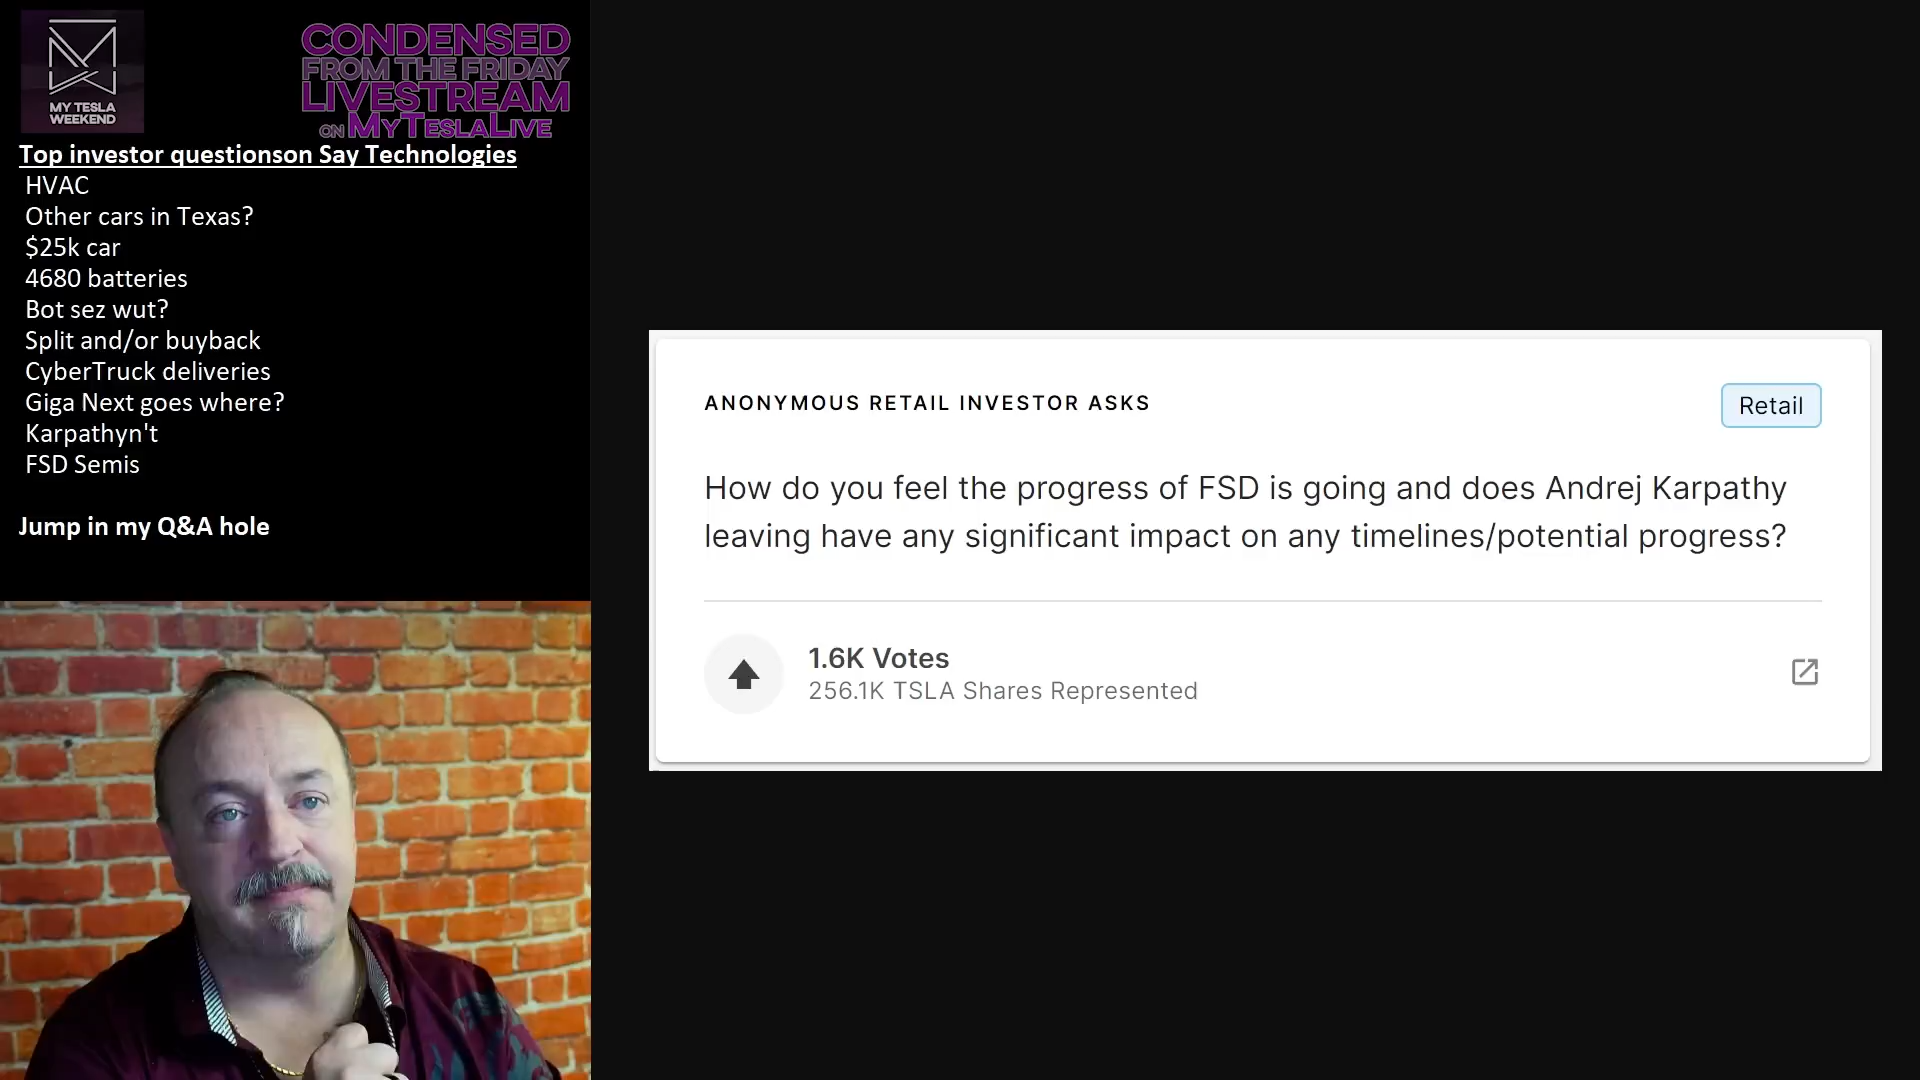 MY TESLA
WEEKEND
CONDENSED
FROM THE FRIDAY
LIVESTREAM
ON MYTESLALIVE
Top investor questionson Say Technologies
HVAC
Other cars in Texas?
$25k car
4680 batteries
Bot sez wut?
Split and/or buyback
CyberTruck deliveries
Giga Next goes where?
Karpathyn't
FSD Semis
Jump in my Q&A hole
ANONYMOUS RETAIL INVESTOR ASKS
Retail
How do you feel the progress of FSD is going and does Andrej Karpathy
leaving have any significant impact on any timelines/potential progress?
1.6K Votes
256.1K TSLA Shares Represented